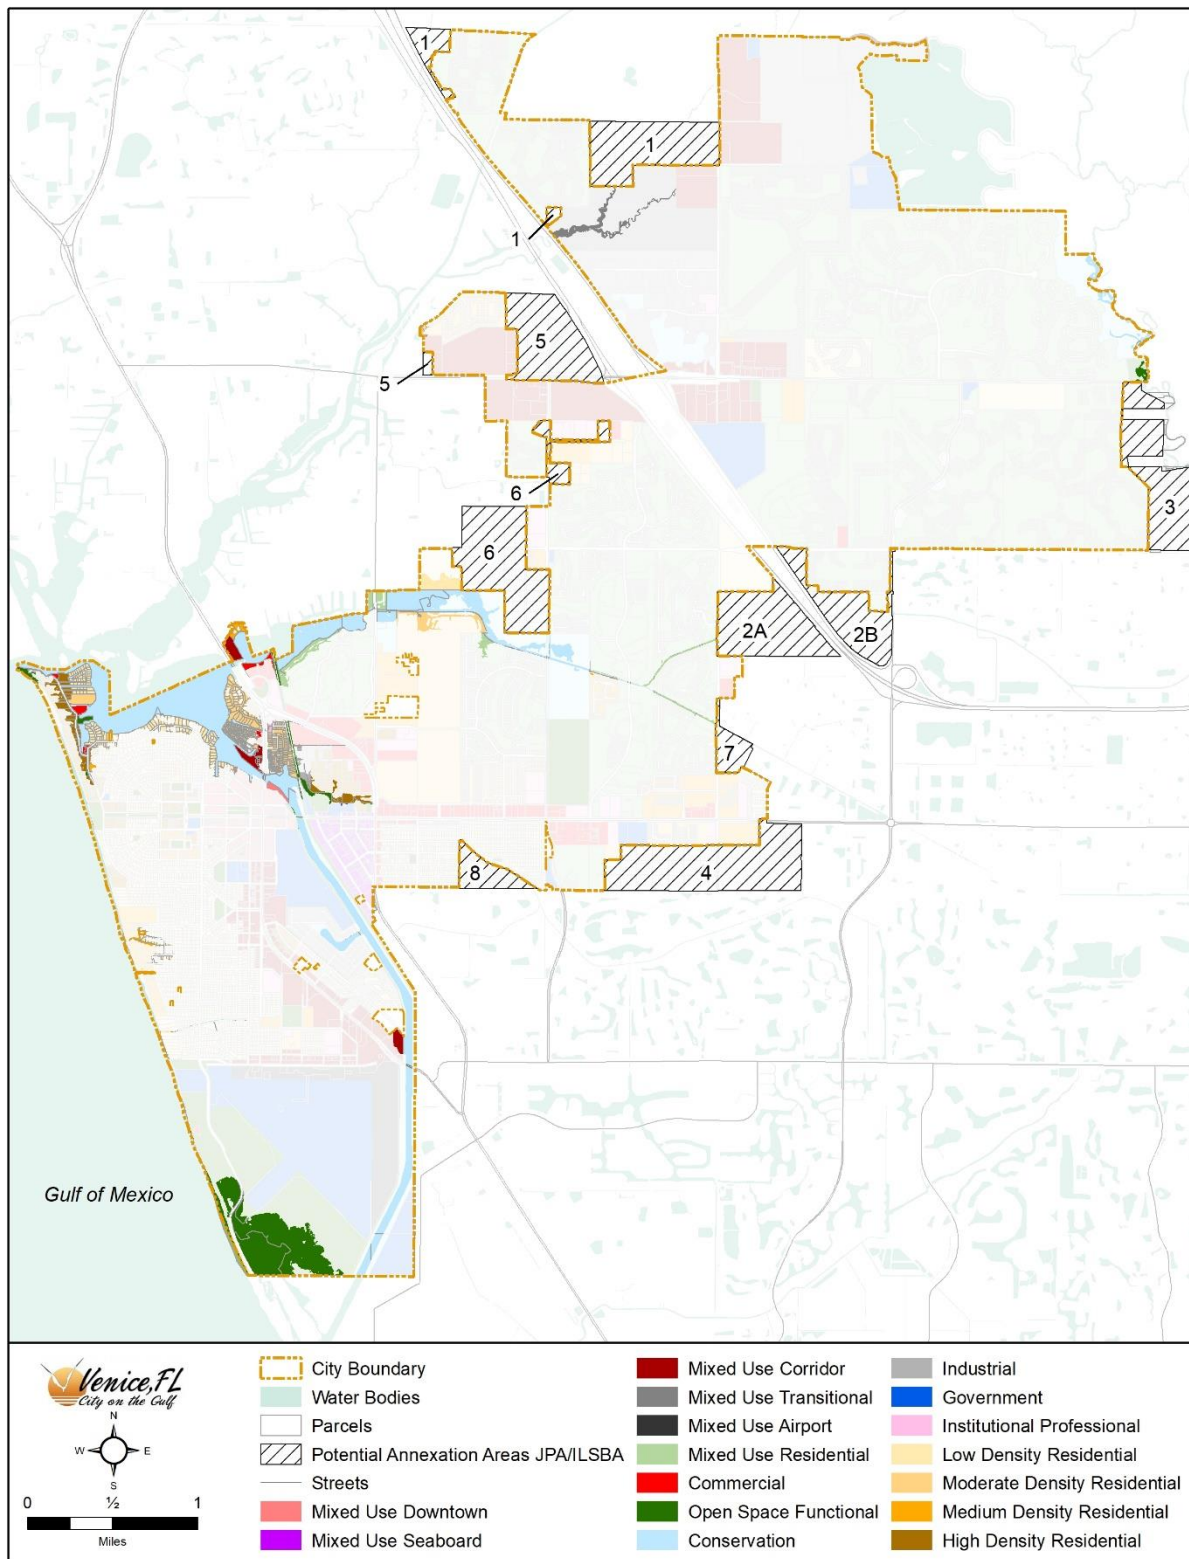 1
1
1
5
5
6
6
3
2A
2B
7
8
4
Gulf of Mexico
Venice, FL
City on the Gulf
N
W
E
S
0
½
1
Miles
City Boundary
Water Bodies
Parcels
Potential Annexation Areas JPA/ILSBA
Streets
Mixed Use Downtown
Mixed Use Seaboard
Mixed Use Corridor
Mixed Use Transitional
Mixed Use Airport
Mixed Use Residential
Commercial
Open Space Functional
Conservation
Industrial
Government
Institutional Professional
Low Density Residential
Moderate Density Residential
Medium Density Residential
High Density Residential